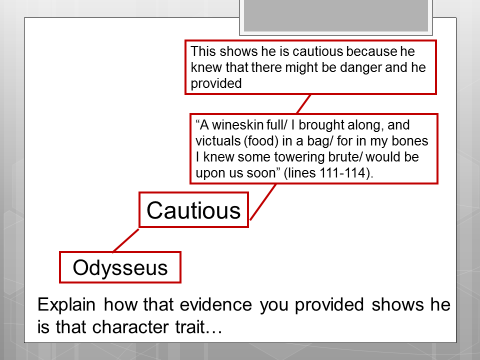 This shows he is cautious because he
knew that there might be danger and he
provided
“A wineskin full/ I brought along, and
victuals (food) in a bag/ for in my bones
I knew some towering brute/ would be
upon us soon” (lines 111-114).
Cautious
Odysseus
Explain how that evidence you provided shows he
is that character trait…